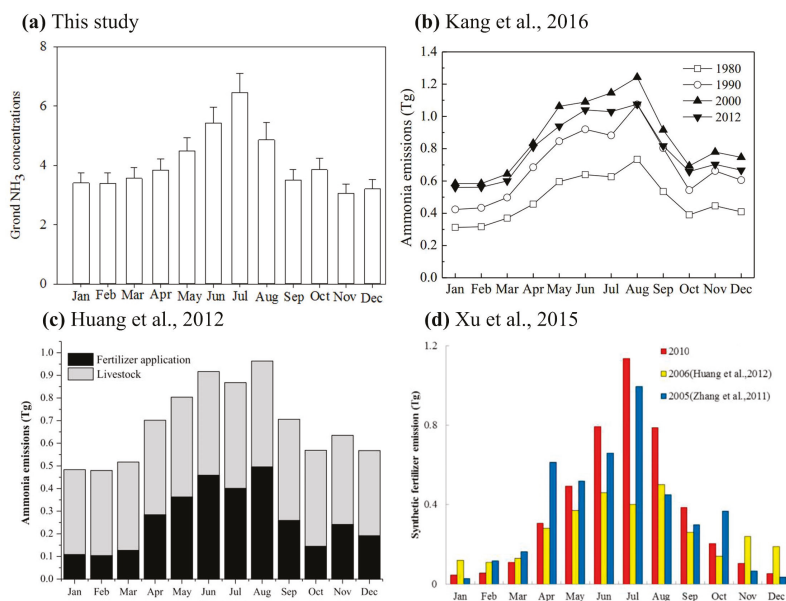 (a) This study
8
6
4
2
0
Grond NH3 concentrations
Jan Feb Mar Apr May Jun Jul Aug Sep Oct Nov Dec
(b) Kang et al., 2016
1.4
1.2
1.0
0.8
0.6
0.4
0.2
0.0
Ammonia emissions (Tg)
1980
1990
2000
2012
Jan Feb Mar Apr May Jun Jul Aug Sep Oct Nov Dec
(c) Huang et al., 2012
1.0
0.9
0.8
0.7
0.6
0.5
0.4
0.3
0.2
0.1
0.0
Ammonia emissions (Tg)
Fertilizer application
Livestock
Jan Feb Mar Apr May Jun Jul Aug Sep Oct Nov Dec
(d) Xu et al., 2015
1.2
0.8
0.4
0
Synthetic fertilizer emission (Tg)
2010
2006(Huang et al.,2012)
2005(Zhang et al.,2011)
Jan Feb Mar Apr May Jun Jul Aug Sep Oct Nov Dec